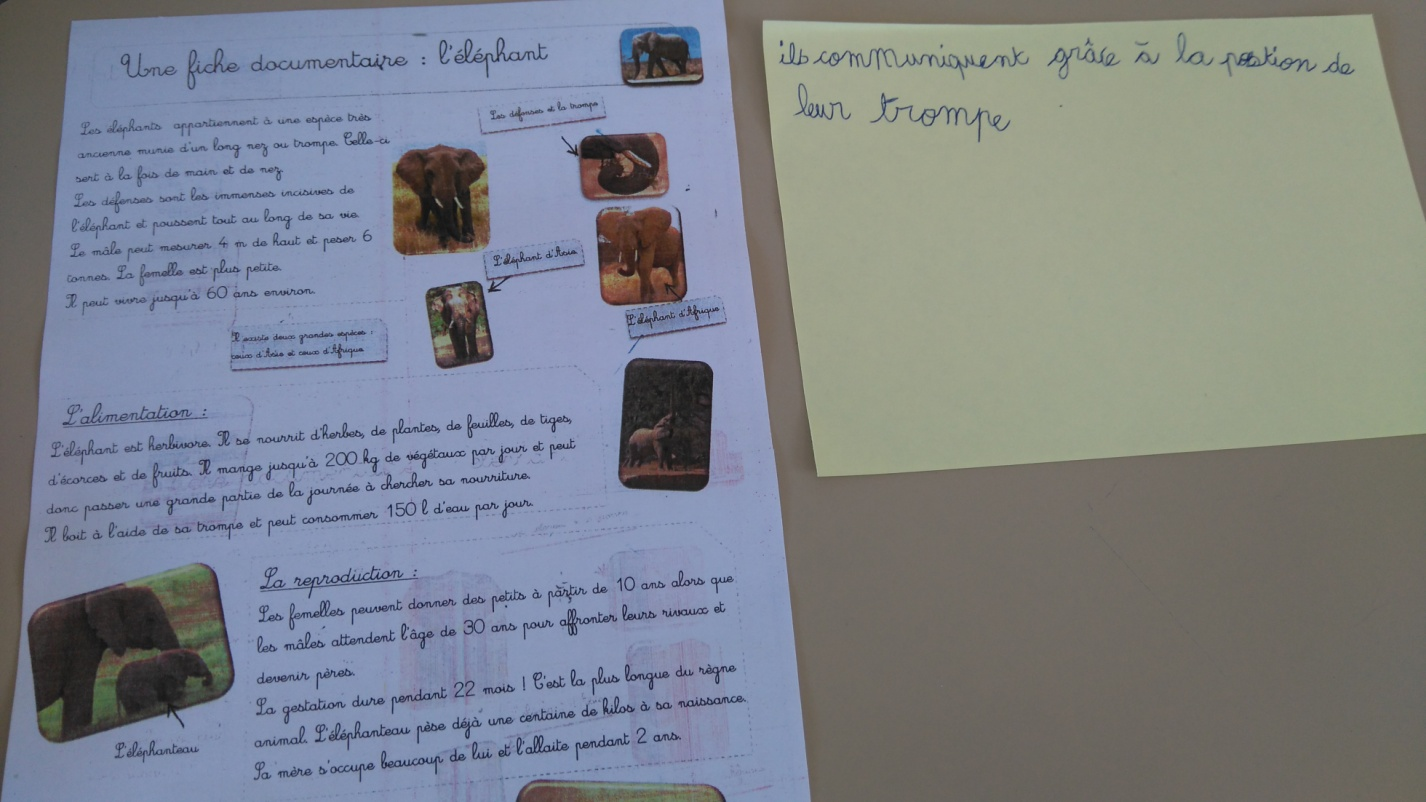 Une fiche documentaire : l'éléphant
Les éléphants appartiennent à une espèce très
ancienne munie d'un long nez ou trompe. Celle-ci
sert à la fois de main et de nez
Les défenses sont les immenses incisives de
l'éléphant et poussent tout au long de sa vie.
Le mâle peut mesurer 4 m de haut et peser 6
tonnes. La femelle est plus petite.
Il peut vivre jusqu'à 60 ans environ.
Les défenses et la trompe
L'éléphant d'Asie
L'éléphant d'Afrique
Il existe deux grandes espèces :
ceux d'Asie et ceux d'Afrique
L'alimentation :
L'éléphant est herbivore. Il se nourrit d'herbes, de plantes, de feuilles, de tiges,
d'écorces et de fruits. Il mange jusqu'à 200 kg de végétaux par jour et peut
donc passer une grande partie de la journée à chercher sa nourriture.
Il boit à l'aide de sa trompe et peut consommer 150 l d'eau par jour.
La reproduction :
Les femelles peuvent donner des petits à partir de 10 ans alors que
les mâles attendent l'âge de 30 ans pour affronter leurs rivaux et
devenir pères.
La gestation dure pendant 22 mois ! C'est la plus longue du règne
animal. L'éléphanteau pèse déjà une centaine de kilos à sa naissance.
Sa mère s'occupe beaucoup de lui et l'allaite pendant 2 ans.
L'éléphanteau
ils communiquent grâce à la de
leur trompe